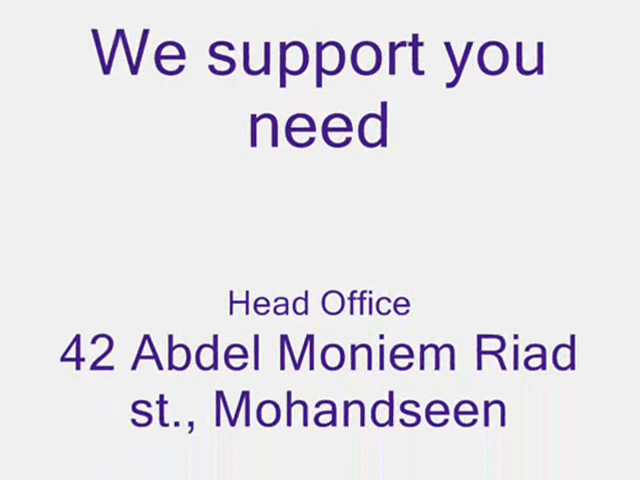 We support you
need
Head Office
42 Abdel Moniem Riad
st., Mohandseen